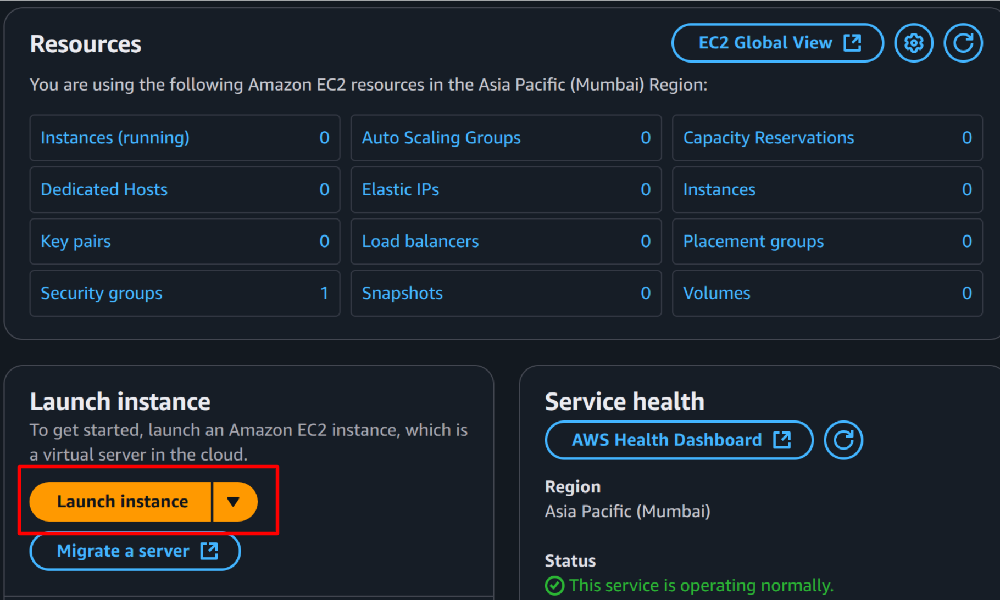 Resources
EC2 Global View
You are using the following Amazon EC2 resources in the Asia Pacific (Mumbai) Region:
Instances (running) 0
Auto Scaling Groups 0
Capacity Reservations 0
Dedicated Hosts 0
Elastic IPs 0
Instances 0
Key pairs 0
Load balancers 0
Placement groups 0
Security groups 1
Snapshots 0
Volumes 0
Launch instance
To get started, launch an Amazon EC2 instance, which is
a virtual server in the cloud.
Launch instance
Migrate a server
Service health
AWS Health Dashboard
Region
Asia Pacific (Mumbai)
Status
This service is operating normally.